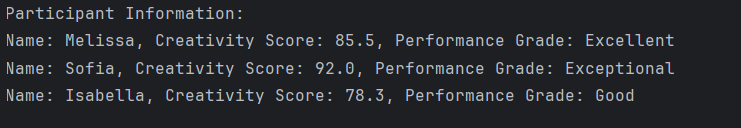 Participant Information:
Name: Melissa, Creativity Score: 85.5, Performance Grade: Excellent
Name: Sofia, Creativity Score: 92.0, Performance Grade: Exceptional
Name: Isabella, Creativity Score: 78.3, Performance Grade: Good